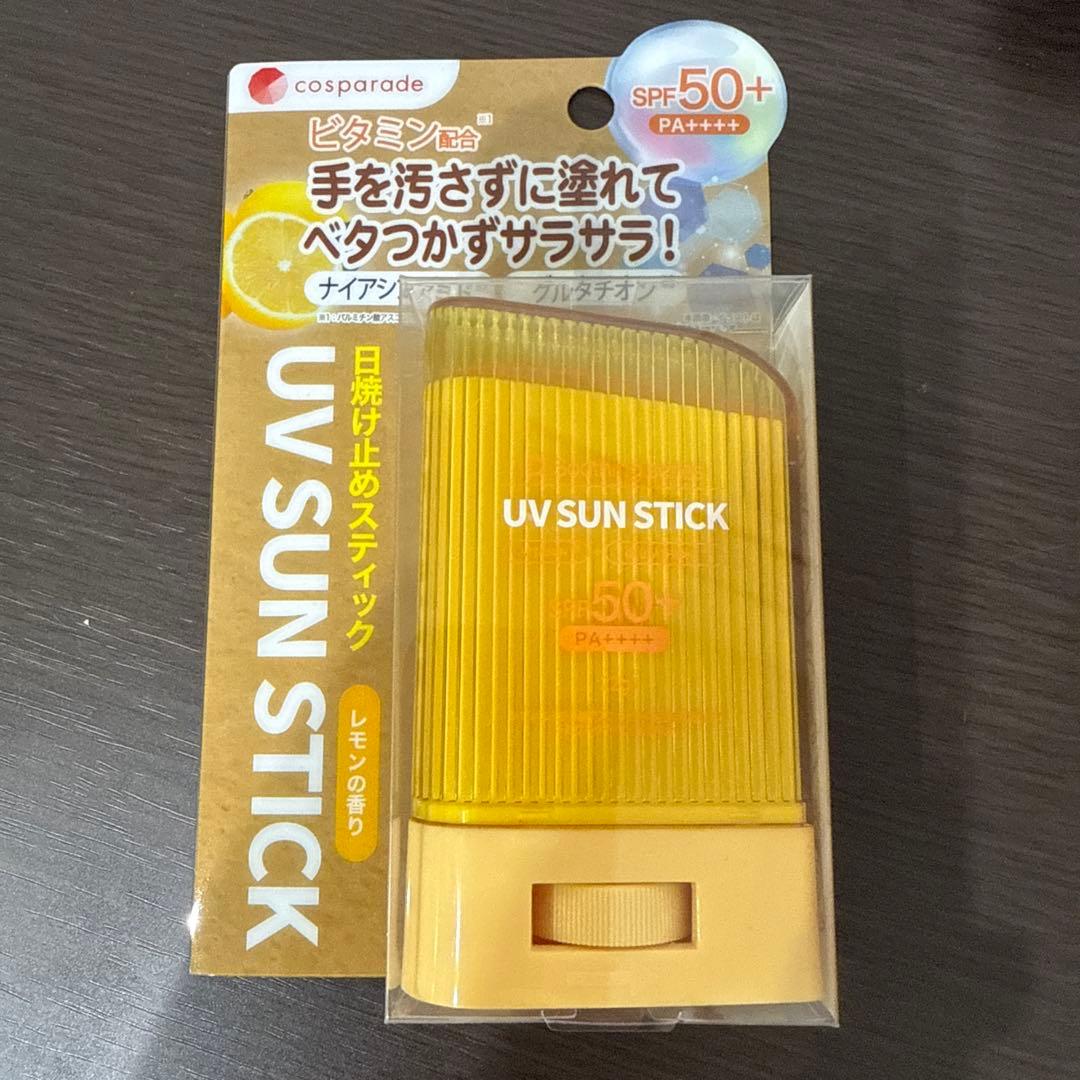 cosparade
SPF50+
PA++++
ビタミン配合※1
手を汚さずに塗れて
ベタつかずサラサラ!
グルタチオン
日焼け止めスティック
UV SUN STICK
レモンの香り
UV SUN STICK
SPF50+
PA++++